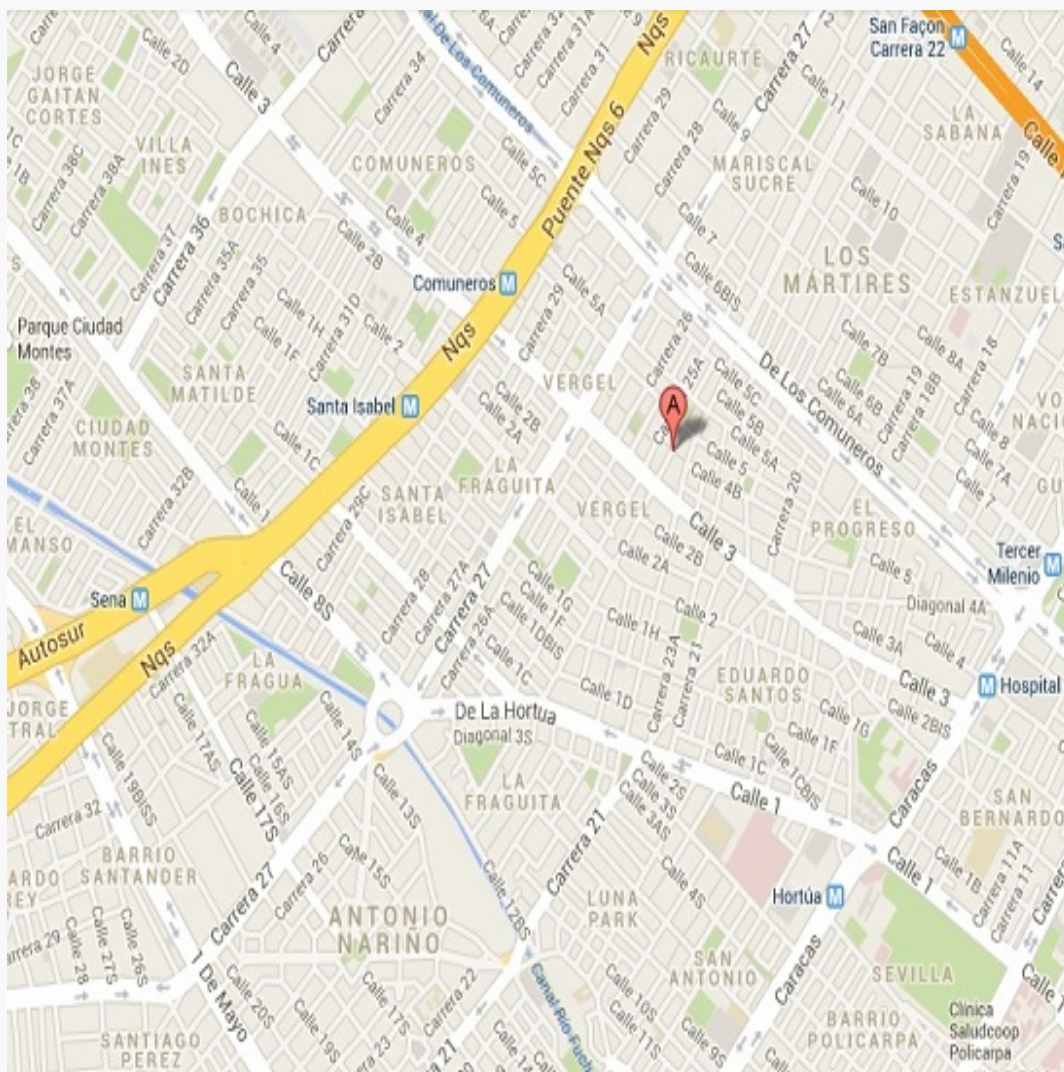 San Façon
Carrera 22
Nqs
RICAURTE
Carrera 27
Calle 14
Calle 2D
Calle 4
Calle 3
Carrera 34
Carrera 31
Carrera 29
Calle 11
JORGE
GAITAN
CORTES
VILLA
INES
COMUNEROS
Calle 5C
Puente Nqs 6
Carrera 28
Calle 9
LA
SABANA
Calle
Carrera 19
MARISCAL
SUCRE
Carrera 38C
Carrera 38A
BOCHICA
Calle 5
Calle 10
Carrera 37
Carrera 36
Carrera 35A
Carrera 35
Calle 4
Calle 2B
Calle 7
LOS
MÁRTIRES
Comuneros
Calle 6BIS
ESTANZUEL
Parque Ciudad
Montes
Calle 1H
Calle 1F
Carrera 31D
Calle 2
Nqs
Carrera 29
Calle 5A
Carrera 26
25A
Calle 7B
Calle 8A
Carrera 18
SANTA
MATILDE
VERGEL
De Los Comuneros
Calle 6B
Calle 6A
Carrera 19
Carrera 18B
Carrera 37A
Santa Isabel
A
Calle 5C
Calle 5B
Calle 5A
Calle 8
CIUDAD
MONTES
Calle 2B
Calle 2A
Calle 5
Calle 4B
Calle 7A
Calle 7
Calle 1C
LA
FRAGUITA
Carrera 32B
Calle 1
SANTA
ISABEL
Carrera 29C
VERGEL
Calle 3
Carrera 20
EL
PROGRESO
EL
MANSO
Calle 2B
Calle 2A
Tercer
Milenio
Calle 8S
Carrera 28
Carrera 27A
Carrera 27
Calle 1G
Calle 1F
Calle 1DBIS
Calle 2
Calle 5
Diagonal 4A
Sena
Carrera 26A
Calle 1H
Calle 3A
Calle 4
Autosur
Nqs
Carrera 32A
LA
FRAGUA
Calle 1C
Calle 1D
Carrera 23A
Carrera 21
EDUARDO
SANTOS
Calle 3
Hospital
Calle 2BIS
De La Hortua
Diagonal 3S
Calle 14S
Calle 1G
Calle 1F
Calle 17AS
Calle 15AS
Calle 16S
Calle 17S
Calle 1C
Calle 1CBIS
Caracas
Calle 19BISS
Calle 13S
LA
FRAGUITA
Calle 2S
Calle 3S
Calle 3AS
Calle 1
SAN
BERNARDO
Carrera 32
Carrera 21
BARRIO
SANTANDER
Carrera 26
Calle 15S
Calle 4S
Calle 1
Calle 1B
Carrera 11A
Carrera 11
Carrera 27
Calle 12BS
LUNA
PARK
Hortúa
ANTONIO
NARIÑO
Calle 28
Calle 27S
Calle 26S
1 De Mayo
SAN
ANTONIO
Caracas
SEVILLA
Calle 1
Carrera 22
Calle 20S
Calle 19S
Calle 17S
Calle 10S
Calle 11S
Calle 9S
BARRIO
POLICARPA
Clínica
Saludcoop
Policarpa
SANTIAGO
PEREZ